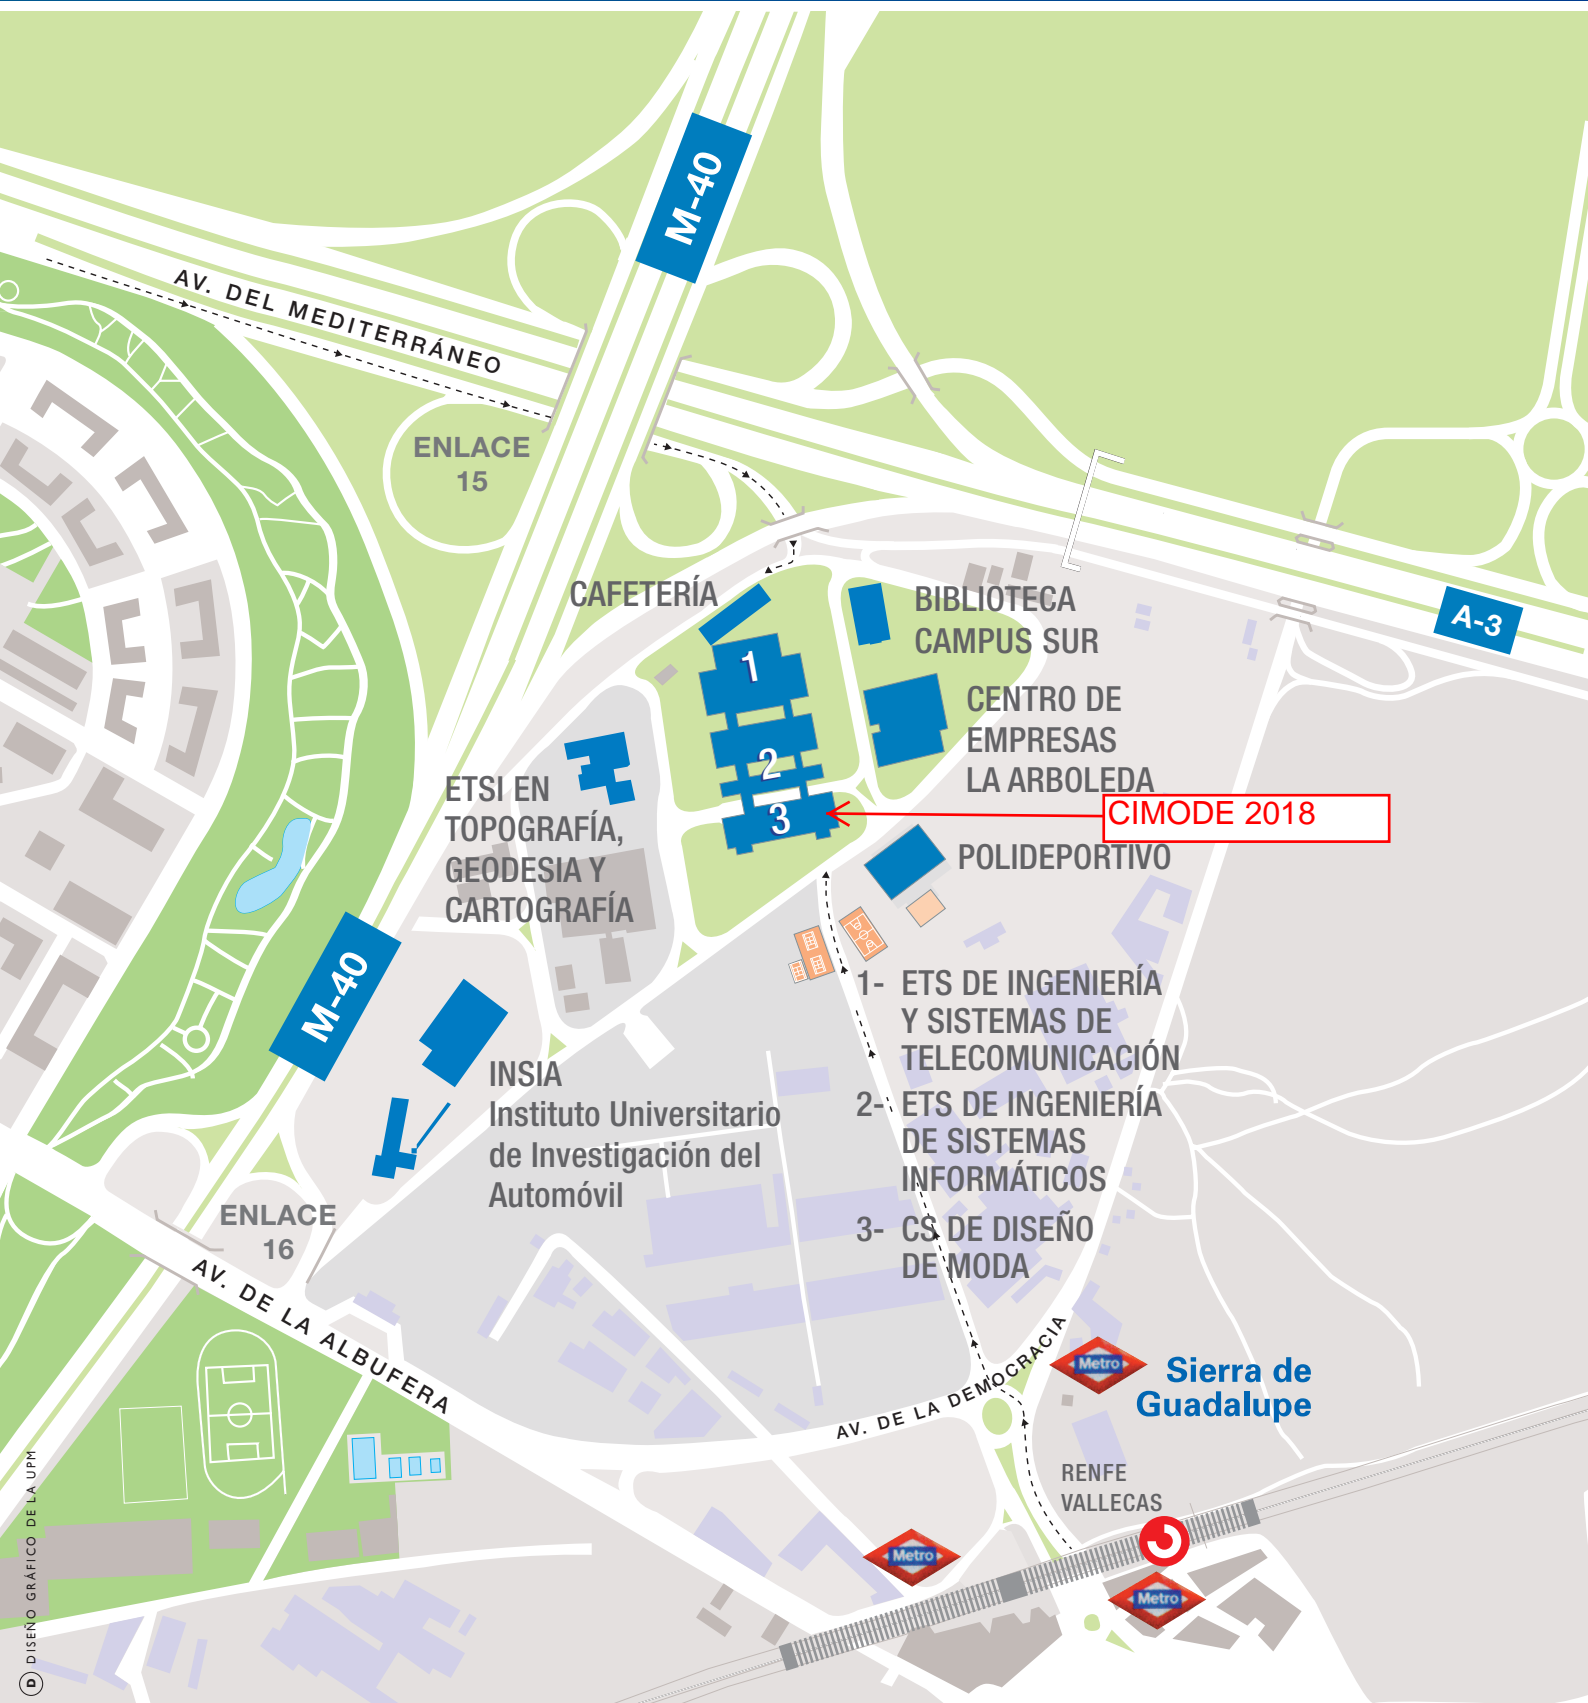 M-40
AV. DEL MEDITERRÁNEO
ENLACE
15
A-3
CAFETERÍA
BIBLIOTECA
CAMPUS SUR
1
CENTRO DE
EMPRESAS
LA ARBOLEDA
2
ETSI EN
TOPOGRAFÍA,
GEODESIA Y
CARTOGRAFÍA
3
CIMODE 2018
POLIDEPORTIVO
M-40
1- ETS DE INGENIERÍA
Y SISTEMAS DE
TELECOMUNICACIÓN
2- ETS DE INGENIERÍA
DE SISTEMAS
INFORMÁTICOS
3- CS DE DISEÑO
DE MODA
INSIA
Instituto Universitario
de Investigación del
Automóvil
ENLACE
16
AV. DE LA ALBUFERA
AV. DE LA DEMOCRACIA
Metro
Sierra de
Guadalupe
RENFE
VALLECAS
Metro
Metro
D DISEÑO GRÁFICO DE LA UPM